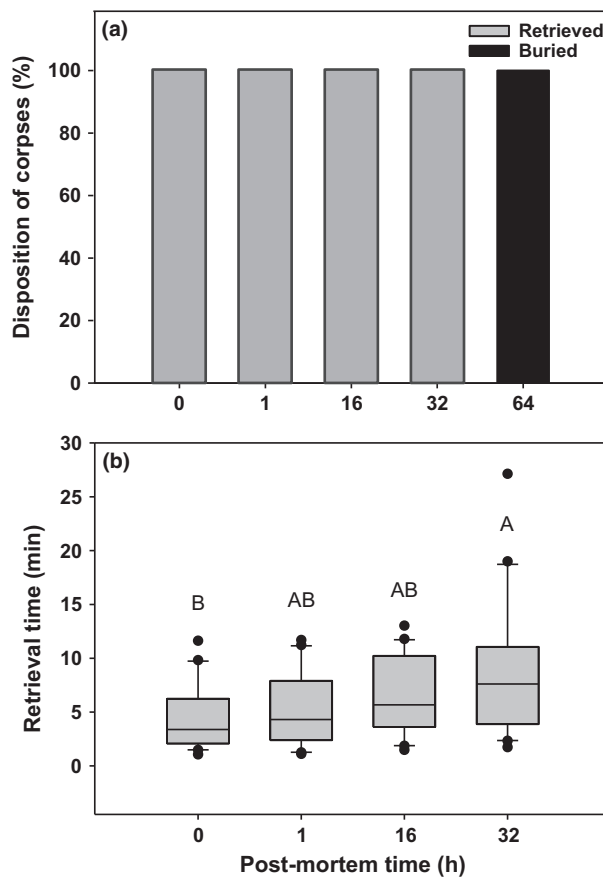 (a)
Retrieved
Buried
Disposition of corpses (%)
100
80
60
40
20
0
0 1 16 32 64
(b)
Retrieval time (min)
30
25
20
15
10
5
0
B AB AB A
0 1 16 32
Post-mortem time (h)